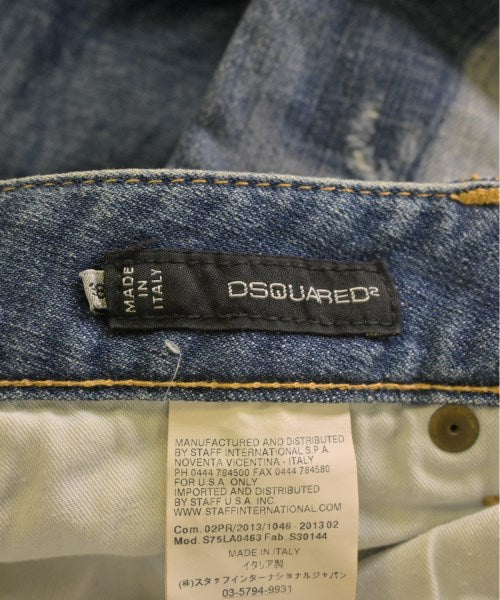 MADE
IN
ITALY
DSQUARED²
MANUFACTURED AND DISTRIBUTED
BY STAFF INTERNATIONAL S.P.A.
NOVENTA VICENTINA - ITALY
PH 0444 784500 FAX 0444 784580
FOR U.S.A. ONLY
IMPORTED AND DISTRIBUTED
BY STAFF U.S.A. INC.
WWW.STAFFINTERNATIONAL.COM
Com. 02PR/2013/1048 - 2013 02
Mod. S75LA0463 Fab. S30144
MADE IN ITALY
イタリア製
(株)スタッフインターナショナルジャパン
03-5794-9931